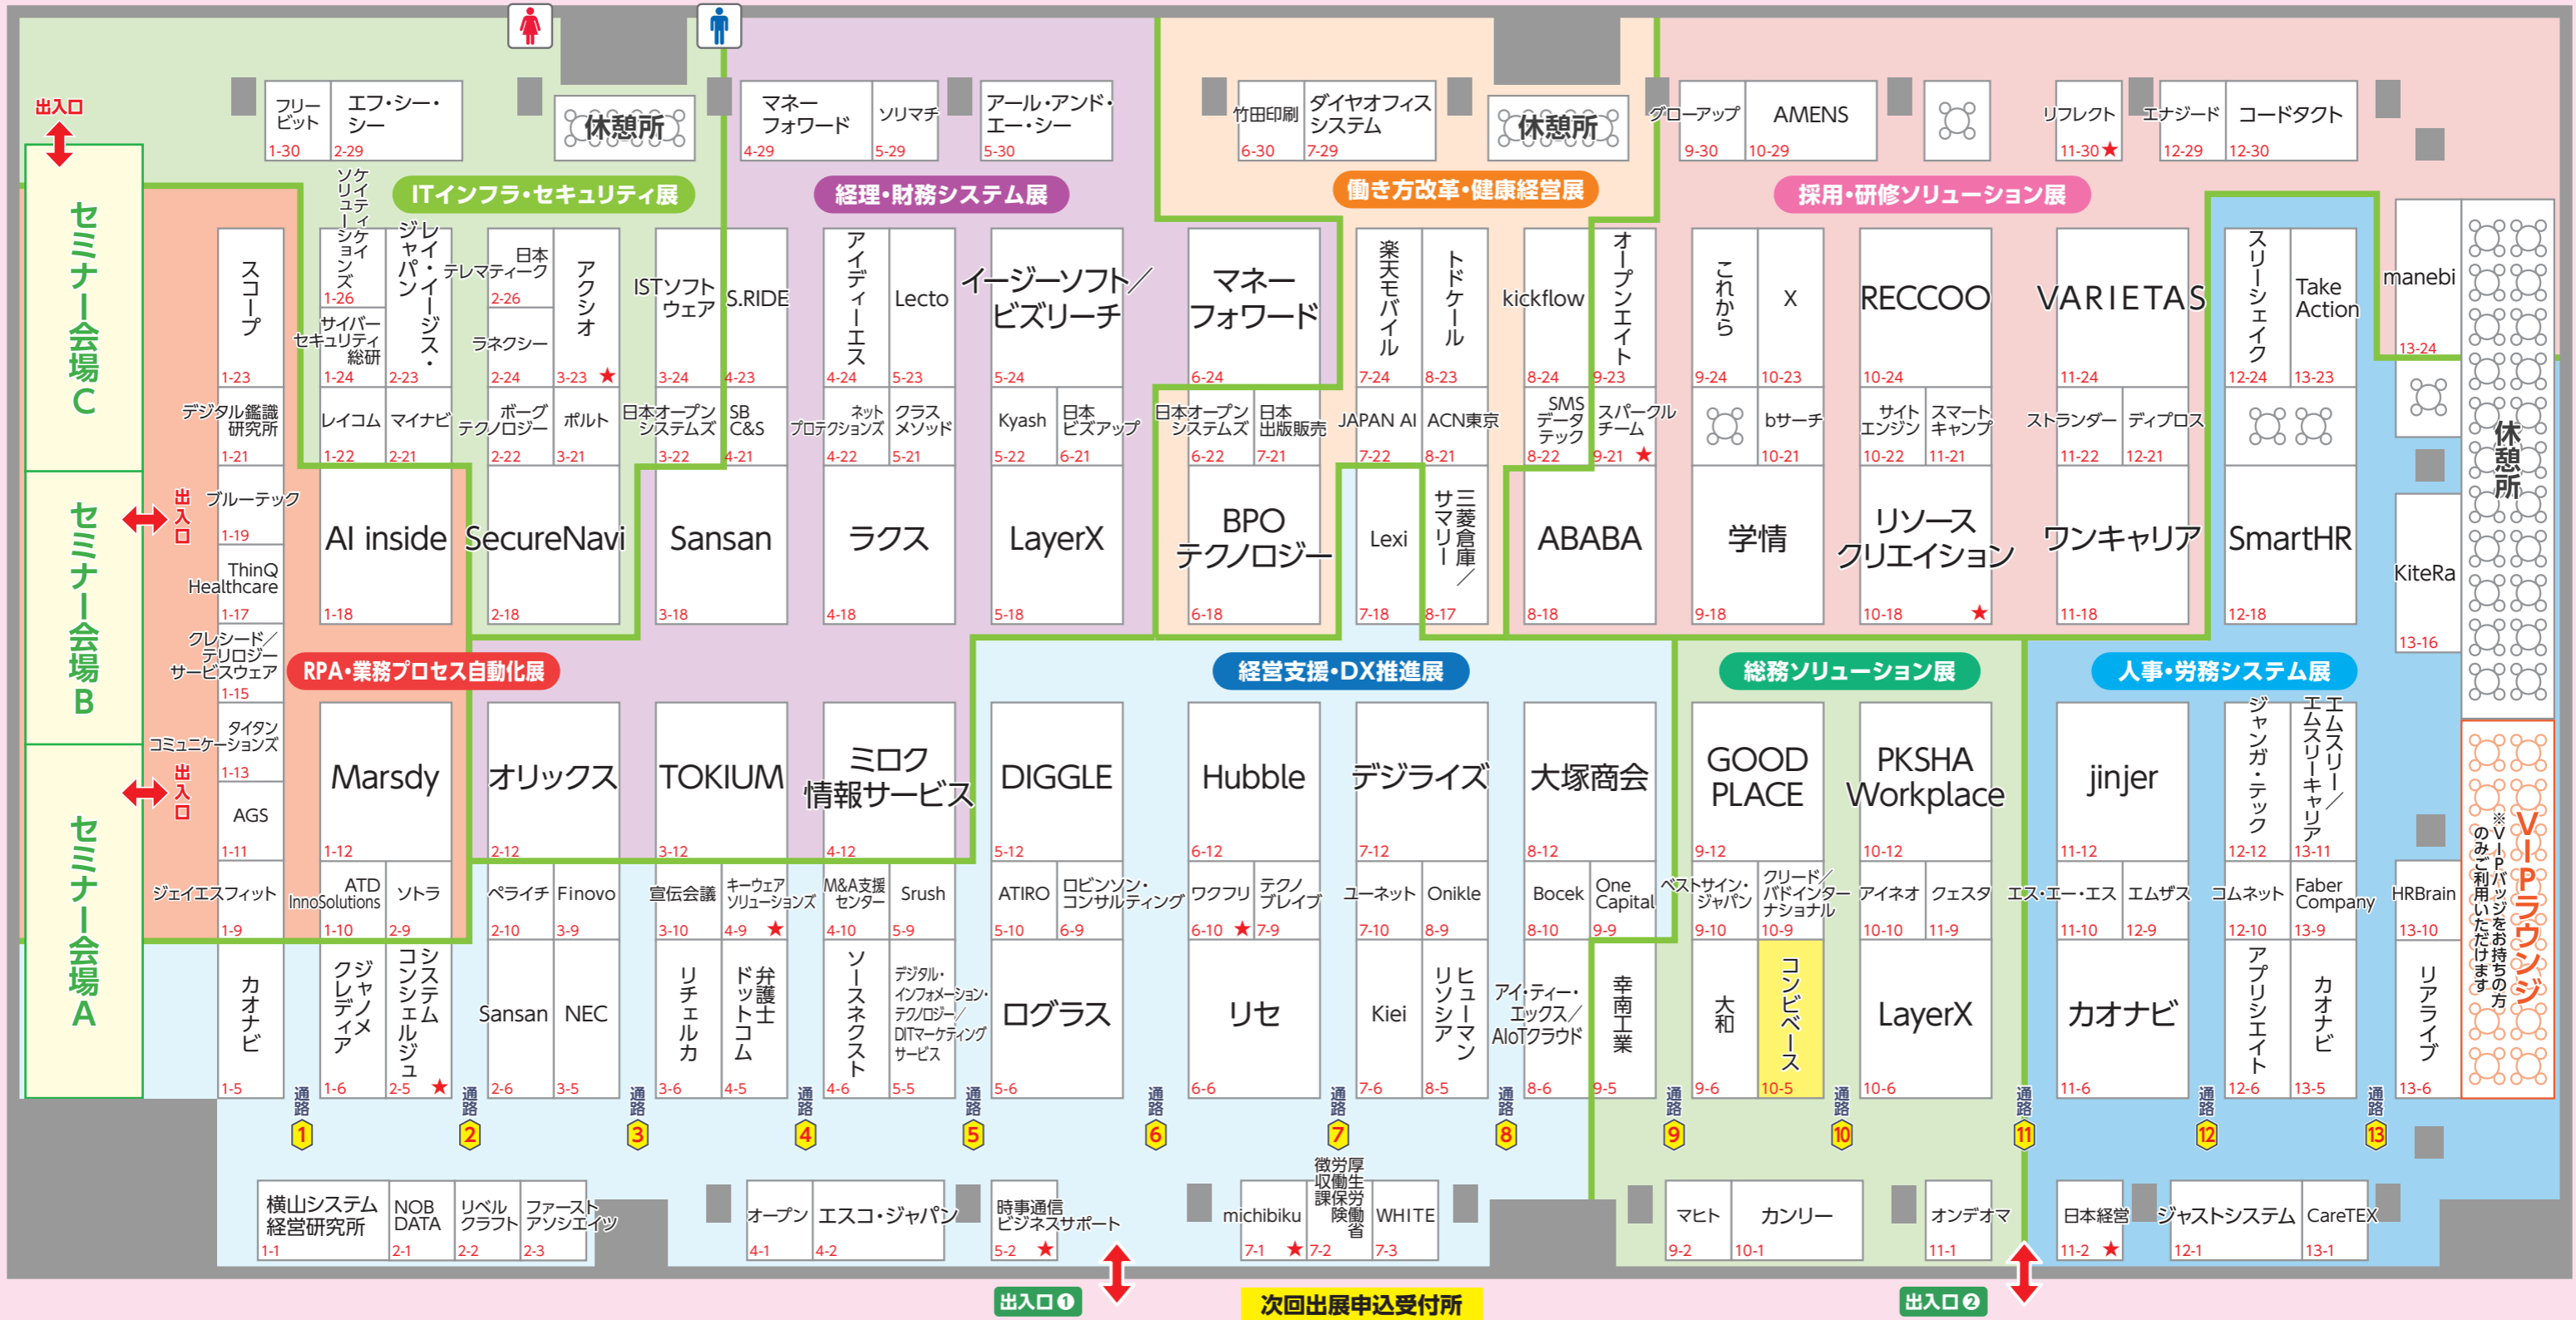 出入口
セミナー会場C
セミナー会場B
セミナー会場A
出入口
出入口
フリー
ビット
1-30
エフ・シー・
シー
2-29
休憩所
マネー
フォワード
4-29
ソリマチ
5-29
アール・アンド・
エー・シー
5-30
竹田印刷
6-30
ダイヤオフィス
システム
7-29
休憩所
グローアップ
9-30
AMENS
10-29
リフレクト
11-30★
エナジード
12-29
コードタクト
12-30
ITインフラ・セキュリティ展
経理・財務システム展
働き方改革・健康経営展
採用・研修ソリューション展
スコープ
1-23
ケイティケイ
ソリューションズ
1-26
サイバー
セキュリティ
総研
1-24
レイ・イージス・
ジャパン
2-23
日本
テレマティーク
2-26
ラネクシー
2-24
アクシオ
3-23 ★
ISTソフト
ウェア
3-24
S.RIDE
4-23
アイディーエス
4-24
Lecto
5-23
イージーソフト/
ビズリーチ
5-24
マネー
フォワード
6-24
楽天モバイル
7-24
トドケール
8-23
kickflow
8-24
オープンエイト
9-23
これから
9-24
X
10-23
RECCOO
10-24
VARIETAS
11-24
スリーシェイク
12-24
Take
Action
13-23
manebi
13-24
デジタル鑑識
研究所
1-21
レイコム
1-22
マイナビ
2-21
ボーグ
テクノロジー
2-22
ポルト
3-21
日本オープン
システムズ
3-22
SB
C&S
4-21
ネット
プロテクションズ
4-22
クラス
メソッド
5-21
Kyash
5-22
日本
ビズアップ
6-21
日本オープン
システムズ
6-22
日本
出版販売
7-21
JAPAN AI
7-22
ACN東京
8-21
SMS
データ
テック
8-22
スパークル
チーム
9-21 ★
bサーチ
10-21
サイト
エンジン
10-22
スマート
キャンプ
11-21
ストランダー
11-22
ディプロス
12-21
休憩所
ブルーテック
1-19
ThinQ
Healthcare
1-17
クレシード/
テリロジー
サービスウェア
1-15
AI inside
1-18
SecureNavi
2-18
Sansan
3-18
ラクス
4-18
LayerX
5-18
BPO
テクノロジー
6-18
Lexi
7-18
三菱倉庫/
サマリー
8-17
ABABA
8-18
学情
9-18
リソース
クリエイション
10-18 ★
ワンキャリア
11-18
SmartHR
12-18
KiteRa
13-16
RPA・業務プロセス自動化展
経営支援・DX推進展
総務ソリューション展
人事・労務システム展
タイタン
コミュニケーションズ
1-13
AGS
1-11
Marsdy
1-12
オリックス
2-12
TOKIUM
3-12
ミロク
情報サービス
4-12
DIGGLE
5-12
Hubble
6-12
デジライズ
7-12
大塚商会
8-12
GOOD
PLACE
9-12
PKSHA
Workplace
10-12
jinjer
11-12
ジャンガ・テック
12-12
エムスリー/
エムスリーキャリア
13-11
VIPラウンジ
※VIPバッジをお持ちの方
のみご利用いただけます
ジェイエスフィット
1-9
ATD
InnoSolutions
1-10
ソトラ
2-9
ペライチ
2-10
Finovo
3-9
宣伝会議
3-10
キーウェア
ソリューションズ
4-9 ★
M&A支援
センター
4-10
Srush
5-9
ATIRO
5-10
ロビンソン・
コンサルティング
6-9
ワクフリ
6-10 ★
テクノ
ブレイブ
7-9
ユーネット
7-10
Onikle
8-9
Bocek
8-10
One
Capital
9-9
ベストサイン・
ジャパン
9-10
クリード/
バドインター
ナショナル
10-9
アイネオ
10-10
クェスタ
11-9
エス・エー・エス
11-10
エムザス
12-9
コムネット
12-10
Faber
Company
13-9
HRBrain
13-10
カオナビ
1-5
ジャノメ
クレディア
1-6
システム
コンシェルジュ
2-5 ★
Sansan
2-6
NEC
3-5
リチェルカ
3-6
弁護士
ドットコム
4-5
ソースネクスト
4-6
デジタル・
インフォメーション・
テクノロジー/
DITマーケティング
サービス
5-5
ログラス
5-6
リセ
6-6
Kiei
7-6
ヒューマン
リソシア
8-5
アイ・ティー・
エックス/
AIoTクラウド
8-6
幸南工業
9-5
大和
9-6
コンビベース
10-5
LayerX
10-6
カオナビ
11-6
アプリシエイト
12-6
カオナビ
13-5
リアライブ
13-6
通路
1
通路
2
通路
3
通路
4
通路
5
通路
6
通路
7
通路
8
通路
9
通路
10
通路
11
通路
12
通路
13
横山システム
経営研究所
1-1
NOB
DATA
2-1
リベル
クラフト
2-2
ファースト
アソシエイツ
2-3
オープン
4-1
エスコ・ジャパン
4-2
時事通信
ビジネスサポート
5-2 ★
michibiku
7-1 ★
厚生労働省
労働保険
徴収課
7-2
WHITE
7-3
マヒト
9-2
カンリー
10-1
オンデオマ
11-1
日本経営
11-2 ★
ジャストシステム
12-1
CareTEX
13-1
出入口❶
次回出展申込受付所
出入口❷